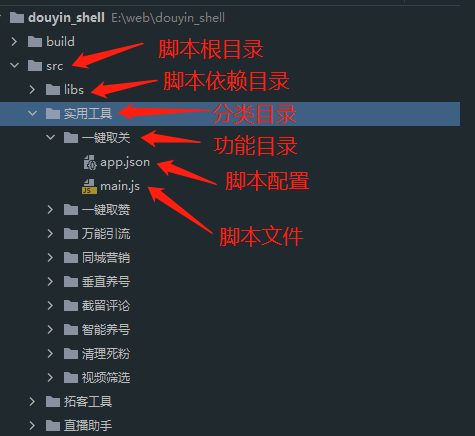 douyin_shell E:\web\douyin_shell
build
src 脚本根目录
libs 脚本依赖目录
实用工具 分类目录
一键取关 功能目录
app.json 脚本配置
main.js 脚本文件
一键取赞
万能引流
同城营销
垂直养号
截留评论
智能养号
清理死粉
视频筛选
拓客工具
直播助手